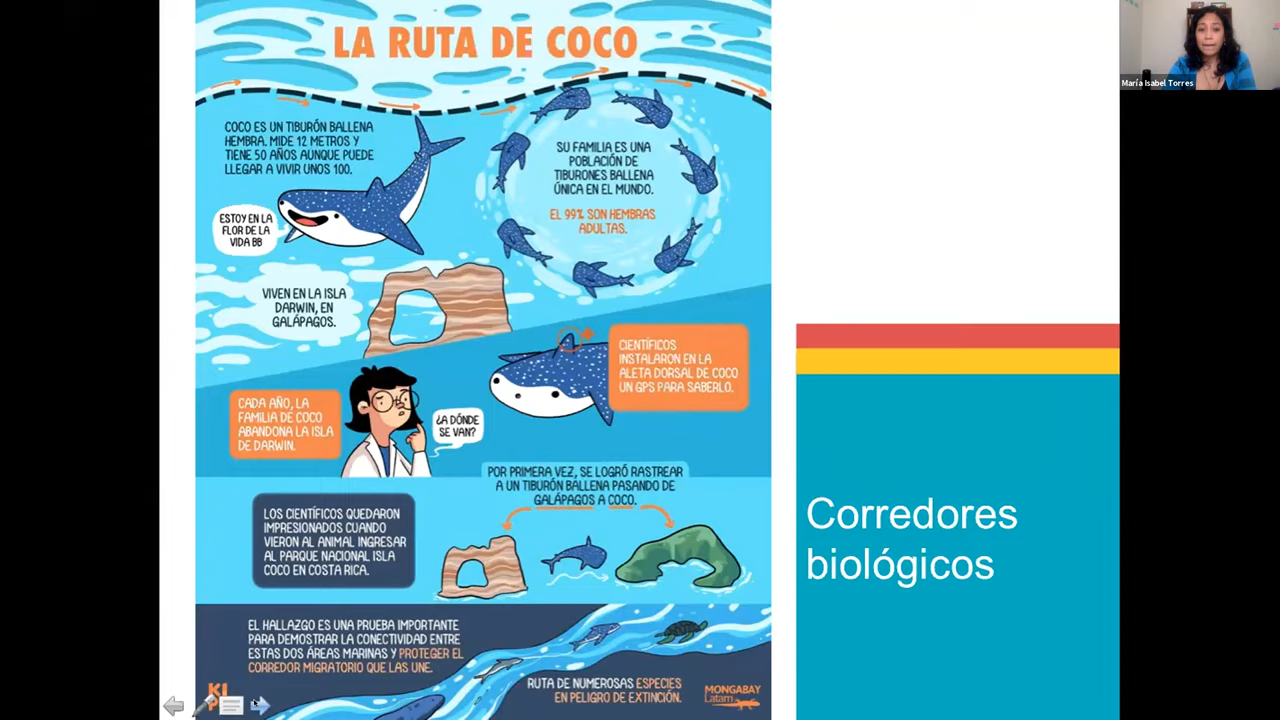 LA RUTA DE COCO
COCO ES UN TIBURÓN BALLENA
HEMBRA. MIDE 12 METROS Y
TIENE 50 AÑOS AUNQUE PUEDE
LLEGAR A VIVIR UNOS 100.
ESTOY EN LA
FLOR DE LA
VIDA BB
SU FAMILIA ES UNA
POBLACIÓN DE
TIBURONES BALLENA
ÚNICA EN EL MUNDO.
EL 99% SON HEMBRAS
ADULTAS.
VIVEN EN LA ISLA
DARWIN, EN
GALÁPAGOS.
CIENTÍFICOS
INSTALARON EN LA
ALETA DORSAL DE COCO
UN GPS PARA SABERLO.
CADA AÑO, LA
FAMILIA DE COCO
ABANDONA LA ISLA
DE DARWIN.
¿A DÓNDE
SE VAN?
POR PRIMERA VEZ, SE LOGRÓ RASTREAR
A UN TIBURÓN BALLENA PASANDO DE
GALÁPAGOS A COCO.
LOS CIENTÍFICOS QUEDARON
IMPRESIONADOS CUANDO
VIERON AL ANIMAL INGRESAR
AL PARQUE NACIONAL ISLA
COCO EN COSTA RICA.
EL HALLAZGO ES UNA PRUEBA IMPORTANTE
PARA DEMOSTRAR LA CONECTIVIDAD ENTRE
ESTAS DOS ÁREAS MARINAS Y PROTEGER EL
CORREDOR MIGRATORIO QUE LAS UNE.
RUTA DE NUMEROSAS ESPECIES
EN PELIGRO DE EXTINCIÓN.
MONGABAY
Latam
Corredores
biológicos
María Isabel Torres